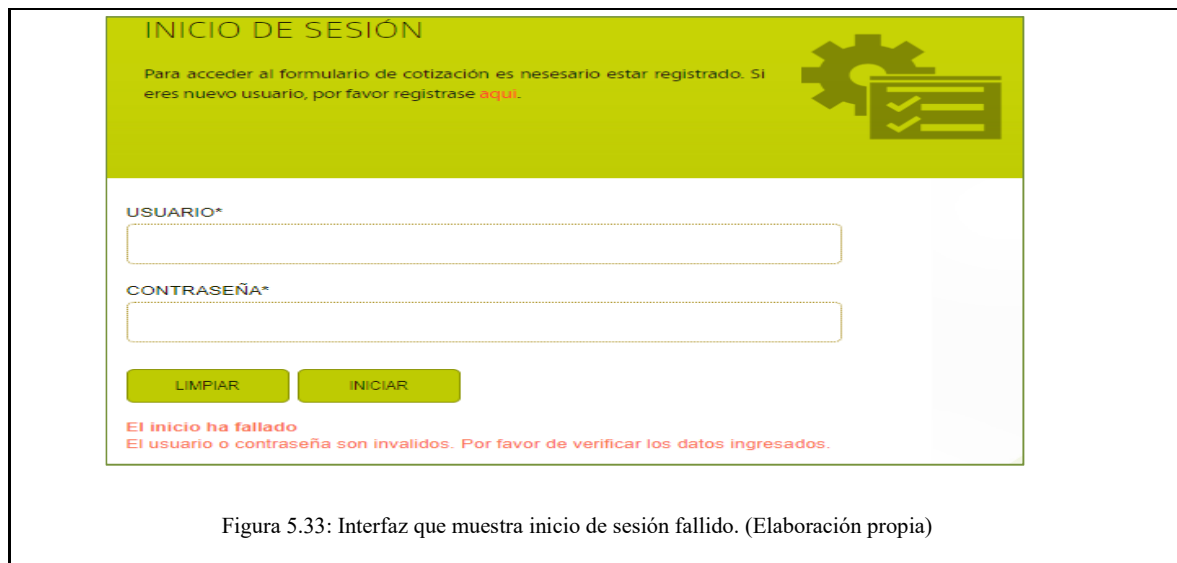 INICIO DE SESIÓN
Para acceder al formulario de cotización es nesesario estar registrado. Si
eres nuevo usuario, por favor registrase aqui.
USUARIO*
CONTRASEÑA*
LIMPIAR INICIAR
El inicio ha fallado
El usuario o contraseña son invalidos. Por favor de verificar los datos ingresados.
Figura 5.33: Interfaz que muestra inicio de sesión fallido. (Elaboración propia)